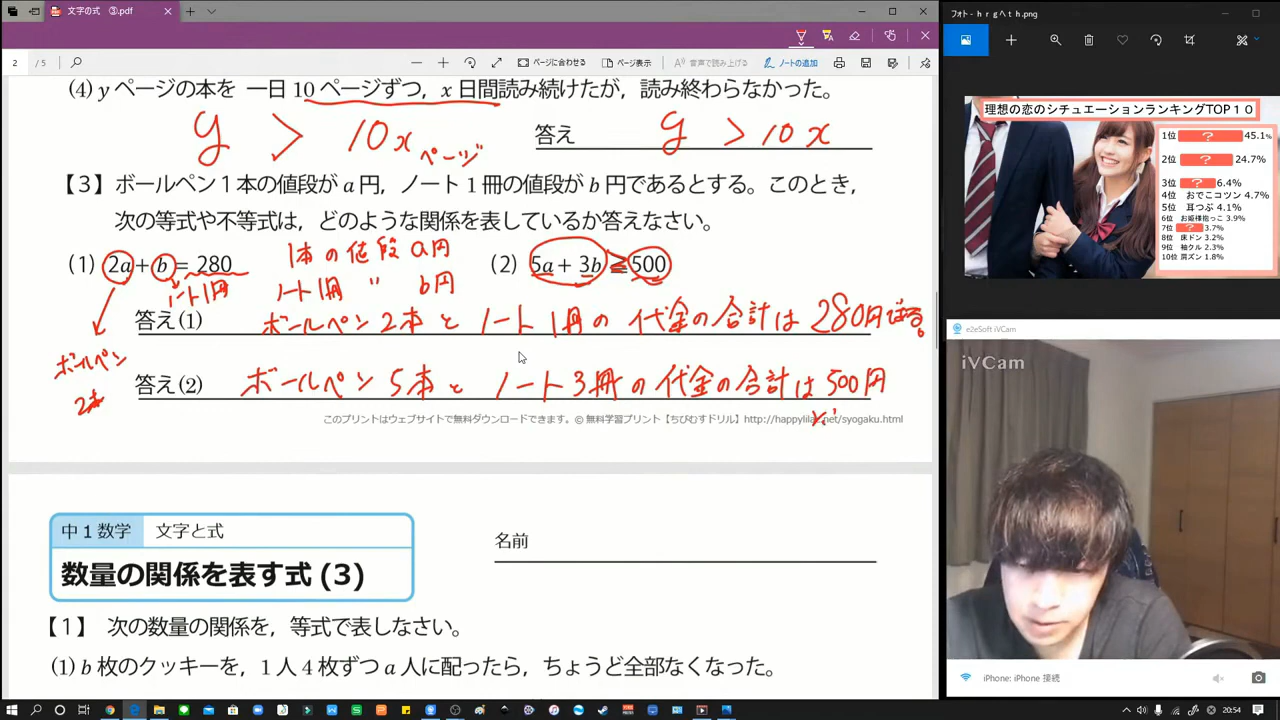 文字の式 ③.pdf
2 / 5
ページに合わせる
ページ表示
音声で読み上げる
ノートの追加
(4) y ページの本を 一日 10 ページずつ，x 日間読み続けたが，読み終わらなかった。
y > 10x ページ
答え y > 10x
【3】ボールペン１本の値段が a 円，ノート１冊の値段が b 円であるとする。このとき，
次の等式や不等式は，どのような関係を表しているか答えなさい。
(1) 2a + b = 280
1本の値段 a円
ノート1冊 〃 b円
ノート1冊
(2) 5a + 3b ≧ 500
答え(1) ボールペン 2本 と ノート 1冊の 代金の合計は 280円である。
ボールペン
2本
答え(2) ボールペン 5本 と ノート 3冊の代金の合計は 500円
このプリントはウェブサイトで無料ダウンロードできます。© 無料学習プリント【ちびむすドリル】http://happylilac.net/syogaku.html
中１数学 文字と式
数量の関係を表す式 (3)
名前
【１】 次の数量の関係を，等式で表しなさい。
(1) b 枚のクッキーを，１人４枚ずつ a 人に配ったら，ちょうど全部なくなった。
フォト - ｈｒｇへｔｈ.png
理想の恋のシチュエーションランキングTOP１０
1位 ? 45.1%
2位 ? 24.7%
3位 ? 6.4%
4位 おでこコツン 4.7%
5位 耳つぶ 4.1%
6位 お姫様抱っこ 3.9%
7位 ? 3.7%
8位 床ドン 3.2%
9位 袖クル 2.3%
10位 肩ズン 1.8%
e2eSoft iVCam
iVCam
iPhone: iPhone 接続
20:54